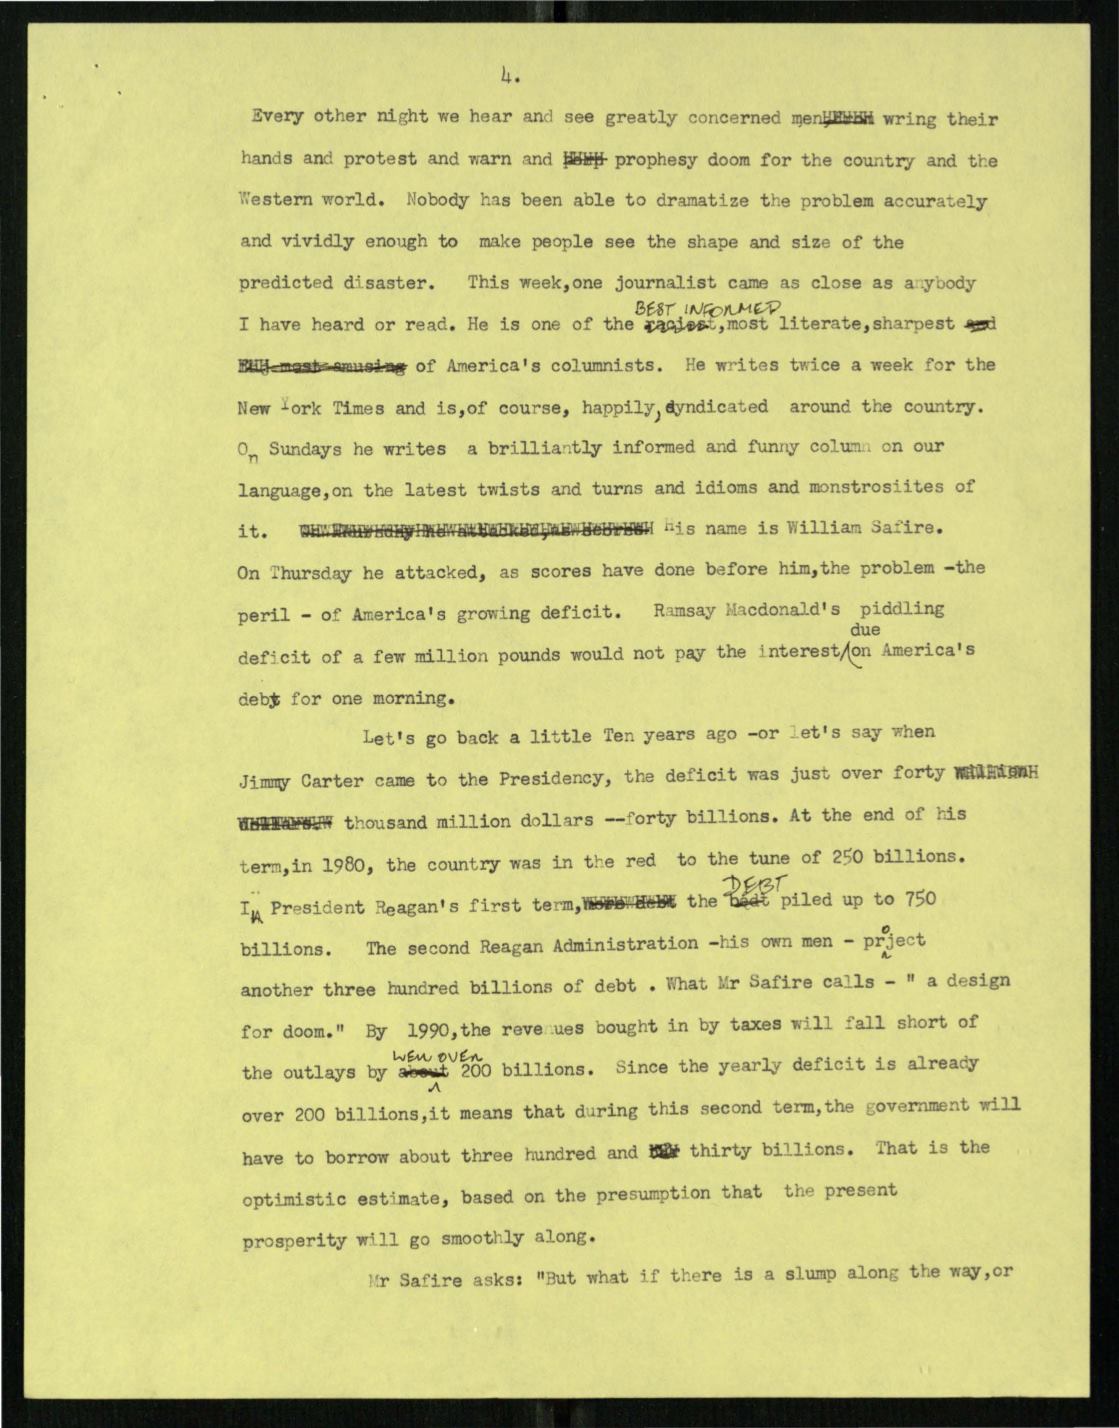 4.
Every other night we hear and see greatly concerned men wring their
hands and protest and warn and prophesy doom for the country and the
Western world. Nobody has been able to dramatize the problem accurately
and vividly enough to make people see the shape and size of the
predicted disaster. This week,one journalist came as close as anybody
BEST INFORMED
I have heard or read. He is one of the raciest,most literate,sharpest and
most amusing of America's columnists. He writes twice a week for the
New York Times and is,of course, happily, syndicated around the country.
On Sundays he writes a brilliantly informed and funny column on our
language,on the latest twists and turns and idioms and monstrosiites of
it. His name is William Safire.
On Thursday he attacked, as scores have done before him,the problem -the
peril - of America's growing deficit. Ramsay Macdonald's piddling
due
deficit of a few million pounds would not pay the interest/on America's
debt for one morning.
Let's go back a little Ten years ago -or let's say when
Jimmy Carter came to the Presidency, the deficit was just over forty
thousand million dollars --forty billions. At the end of his
term,in 1980, the country was in the red to the tune of 250 billions.
DEBT
In President Reagan's first term, the bedt piled up to 750
billions. The second Reagan Administration -his own men - project
another three hundred billions of debt . What Mr Safire calls - " a design
for doom." By 1990,the revenues bought in by taxes will fall short of
WELL OVER
the outlays by about 200 billions. Since the yearly deficit is already
over 200 billions,it means that during this second term,the government will
have to borrow about three hundred and thirty billions. That is the
optimistic estimate, based on the presumption that the present
prosperity will go smoothly along.
Mr Safire asks: "But what if there is a slump along the way,or